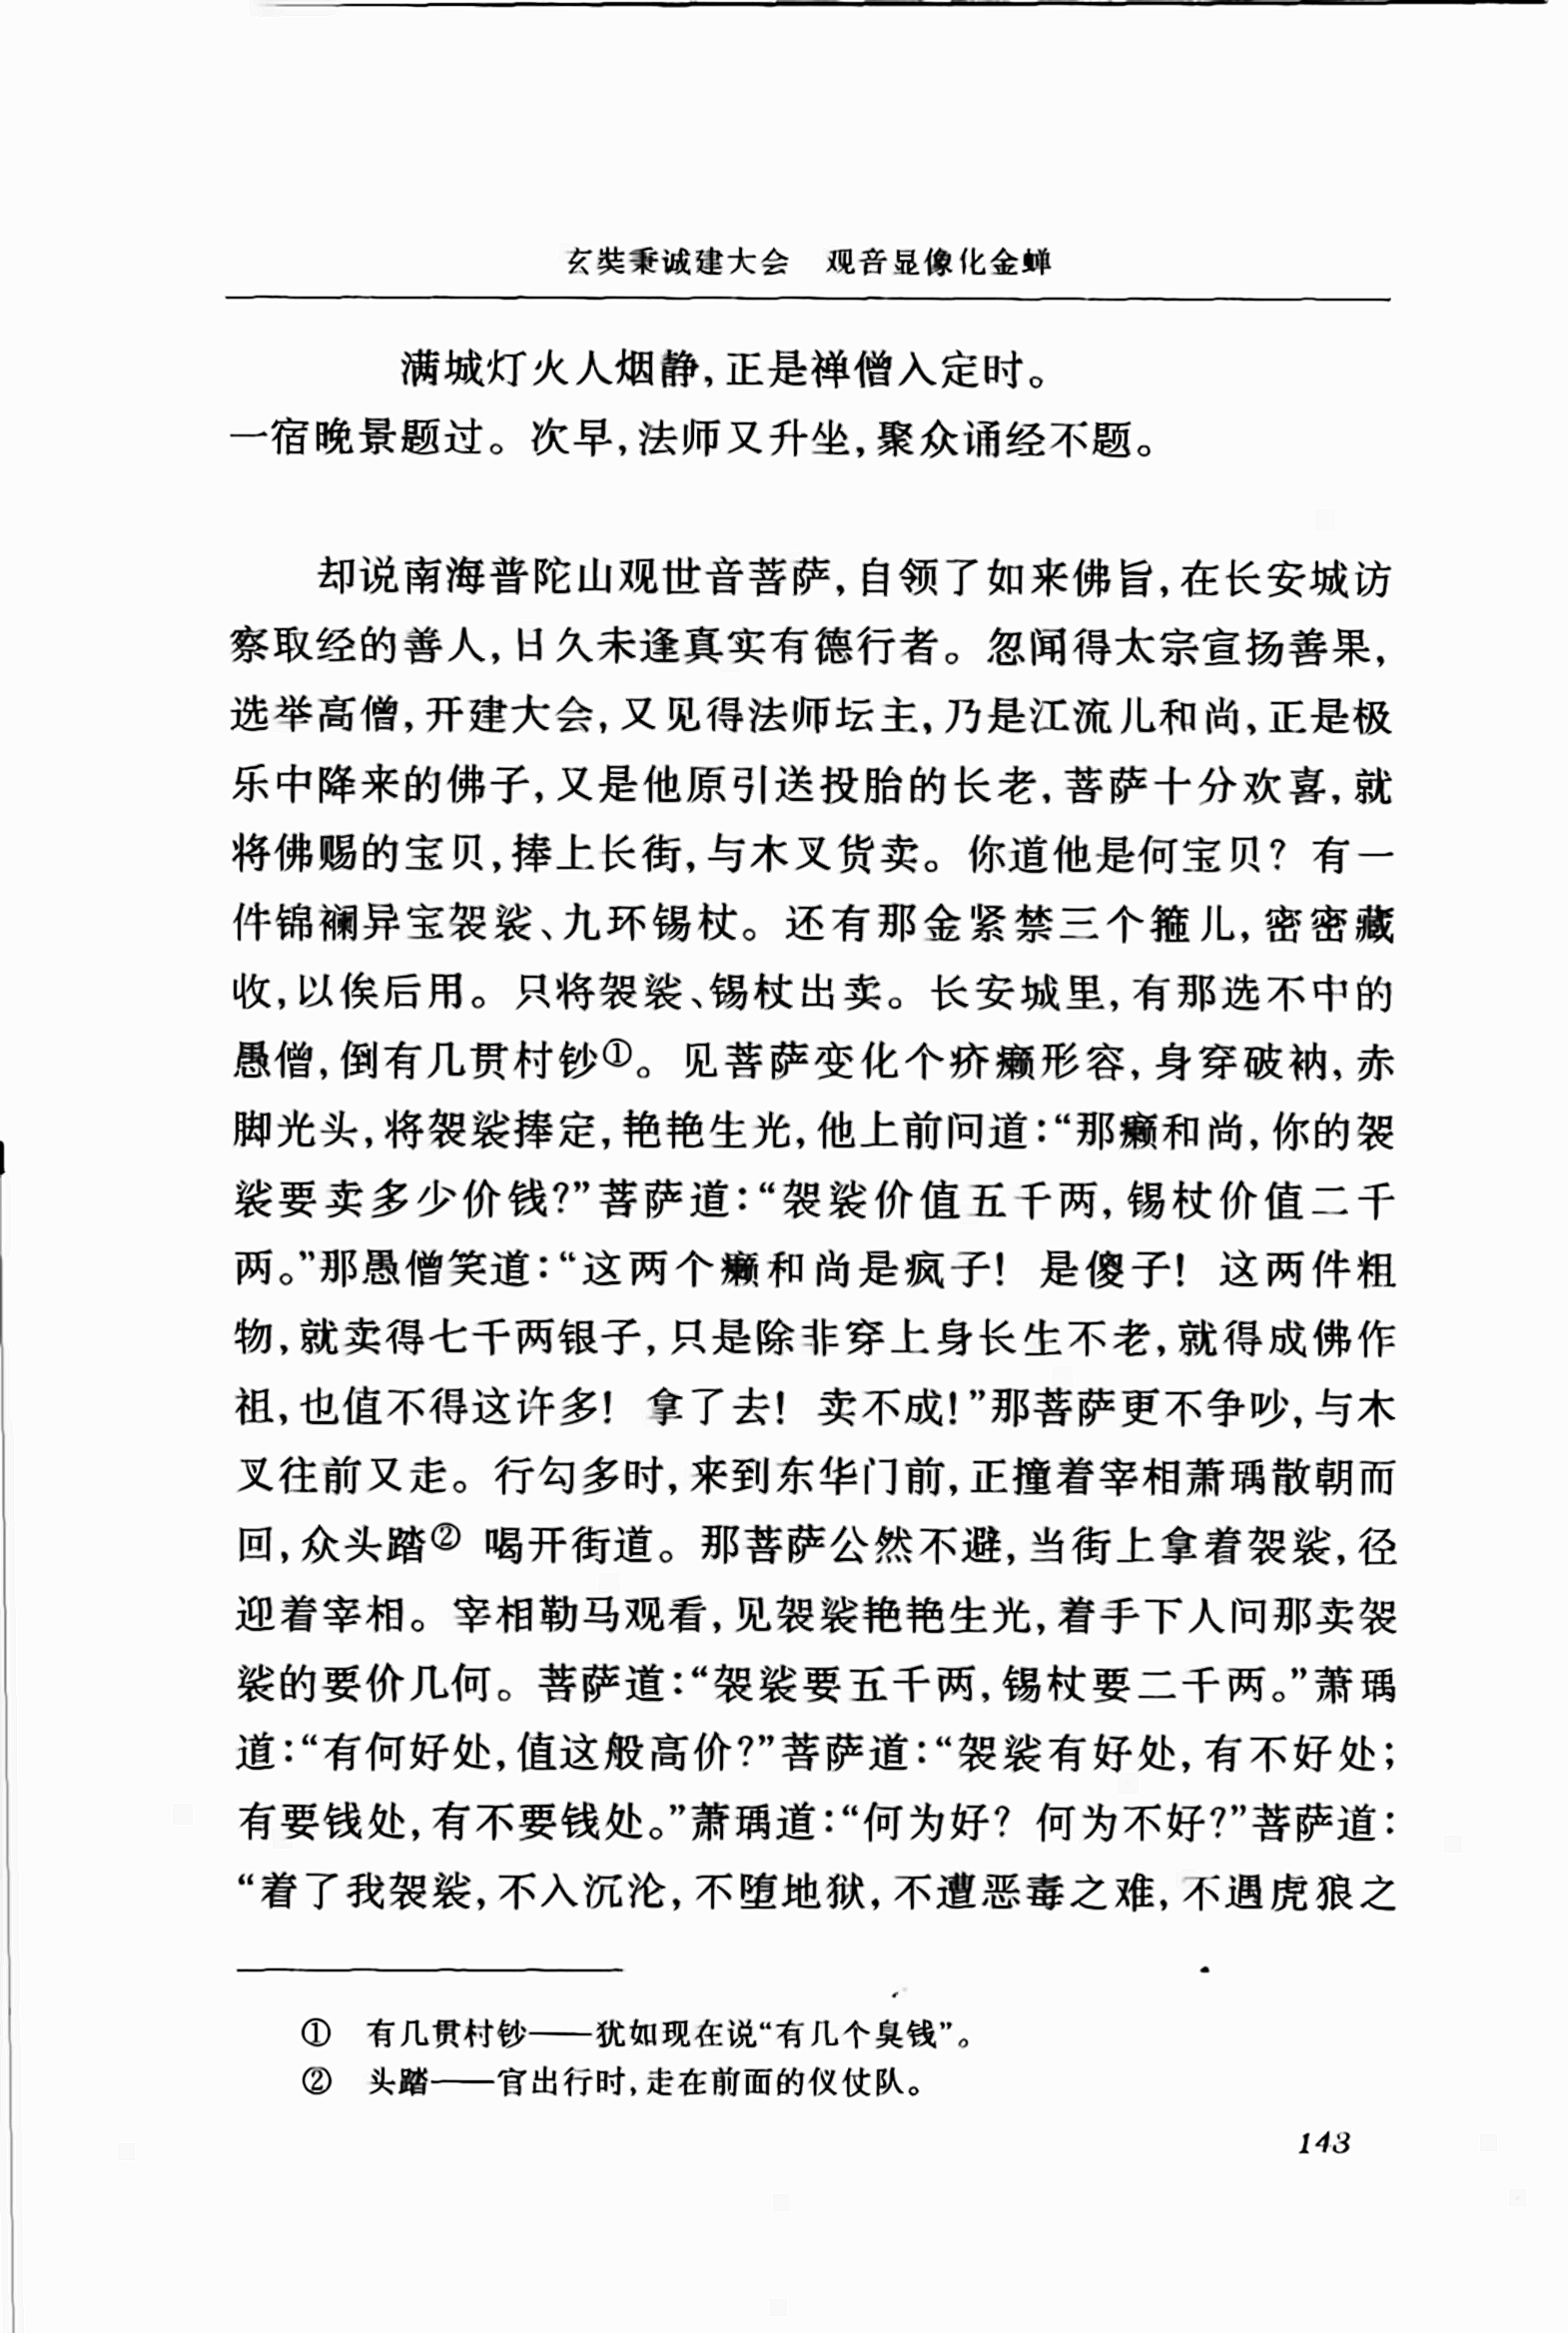 玄奘秉诚建大会　观音显像化金蝉
满城灯火人烟静,正是禅僧入定时。
一宿晚景题过。次早,法师又升坐,聚众诵经不题。
却说南海普陀山观世音菩萨,自领了如来佛旨,在长安城访
察取经的善人,日久未逢真实有德行者。忽闻得太宗宣扬善果,
选举高僧,开建大会,又见得法师坛主,乃是江流儿和尚,正是极
乐中降来的佛子,又是他原引送投胎的长老,菩萨十分欢喜,就
将佛赐的宝贝,捧上长街,与木叉货卖。你道他是何宝贝? 有一
件锦襕异宝袈裟、九环锡杖。还有那金紧禁三个箍儿,密密藏
收,以俟后用。只将袈裟、锡杖出卖。长安城里,有那选不中的
愚僧,倒有几贯村钞①。见菩萨变化个疥癞形容,身穿破衲,赤
脚光头,将袈裟捧定,艳艳生光,他上前问道:“那癞和尚,你的袈
裟要卖多少价钱?”菩萨道:“袈裟价值五千两,锡杖价值二千
两。”那愚僧笑道:“这两个癞和尚是疯子! 是傻子! 这两件粗
物,就卖得七千两银子,只是除非穿上身长生不老,就得成佛作
祖,也值不得这许多! 拿了去! 卖不成!”那菩萨更不争吵,与木
叉往前又走。行勾多时,来到东华门前,正撞着宰相萧瑀散朝而
回,众头踏② 喝开街道。那菩萨公然不避,当街上拿着袈裟,径
迎着宰相。宰相勒马观看,见袈裟艳艳生光,着手下人问那卖袈
裟的要价几何。菩萨道:“袈裟要五千两,锡杖要二千两。”萧瑀
道:“有何好处,值这般高价?”菩萨道:“袈裟有好处,有不好处;
有要钱处,有不要钱处。”萧瑀道:“何为好? 何为不好?”菩萨道:
“着了我袈裟,不入沉沦,不堕地狱,不遭恶毒之难,不遇虎狼之
① 有几贯村钞——犹如现在说“有几个臭钱”。
② 头踏——官出行时,走在前面的仪仗队。
143